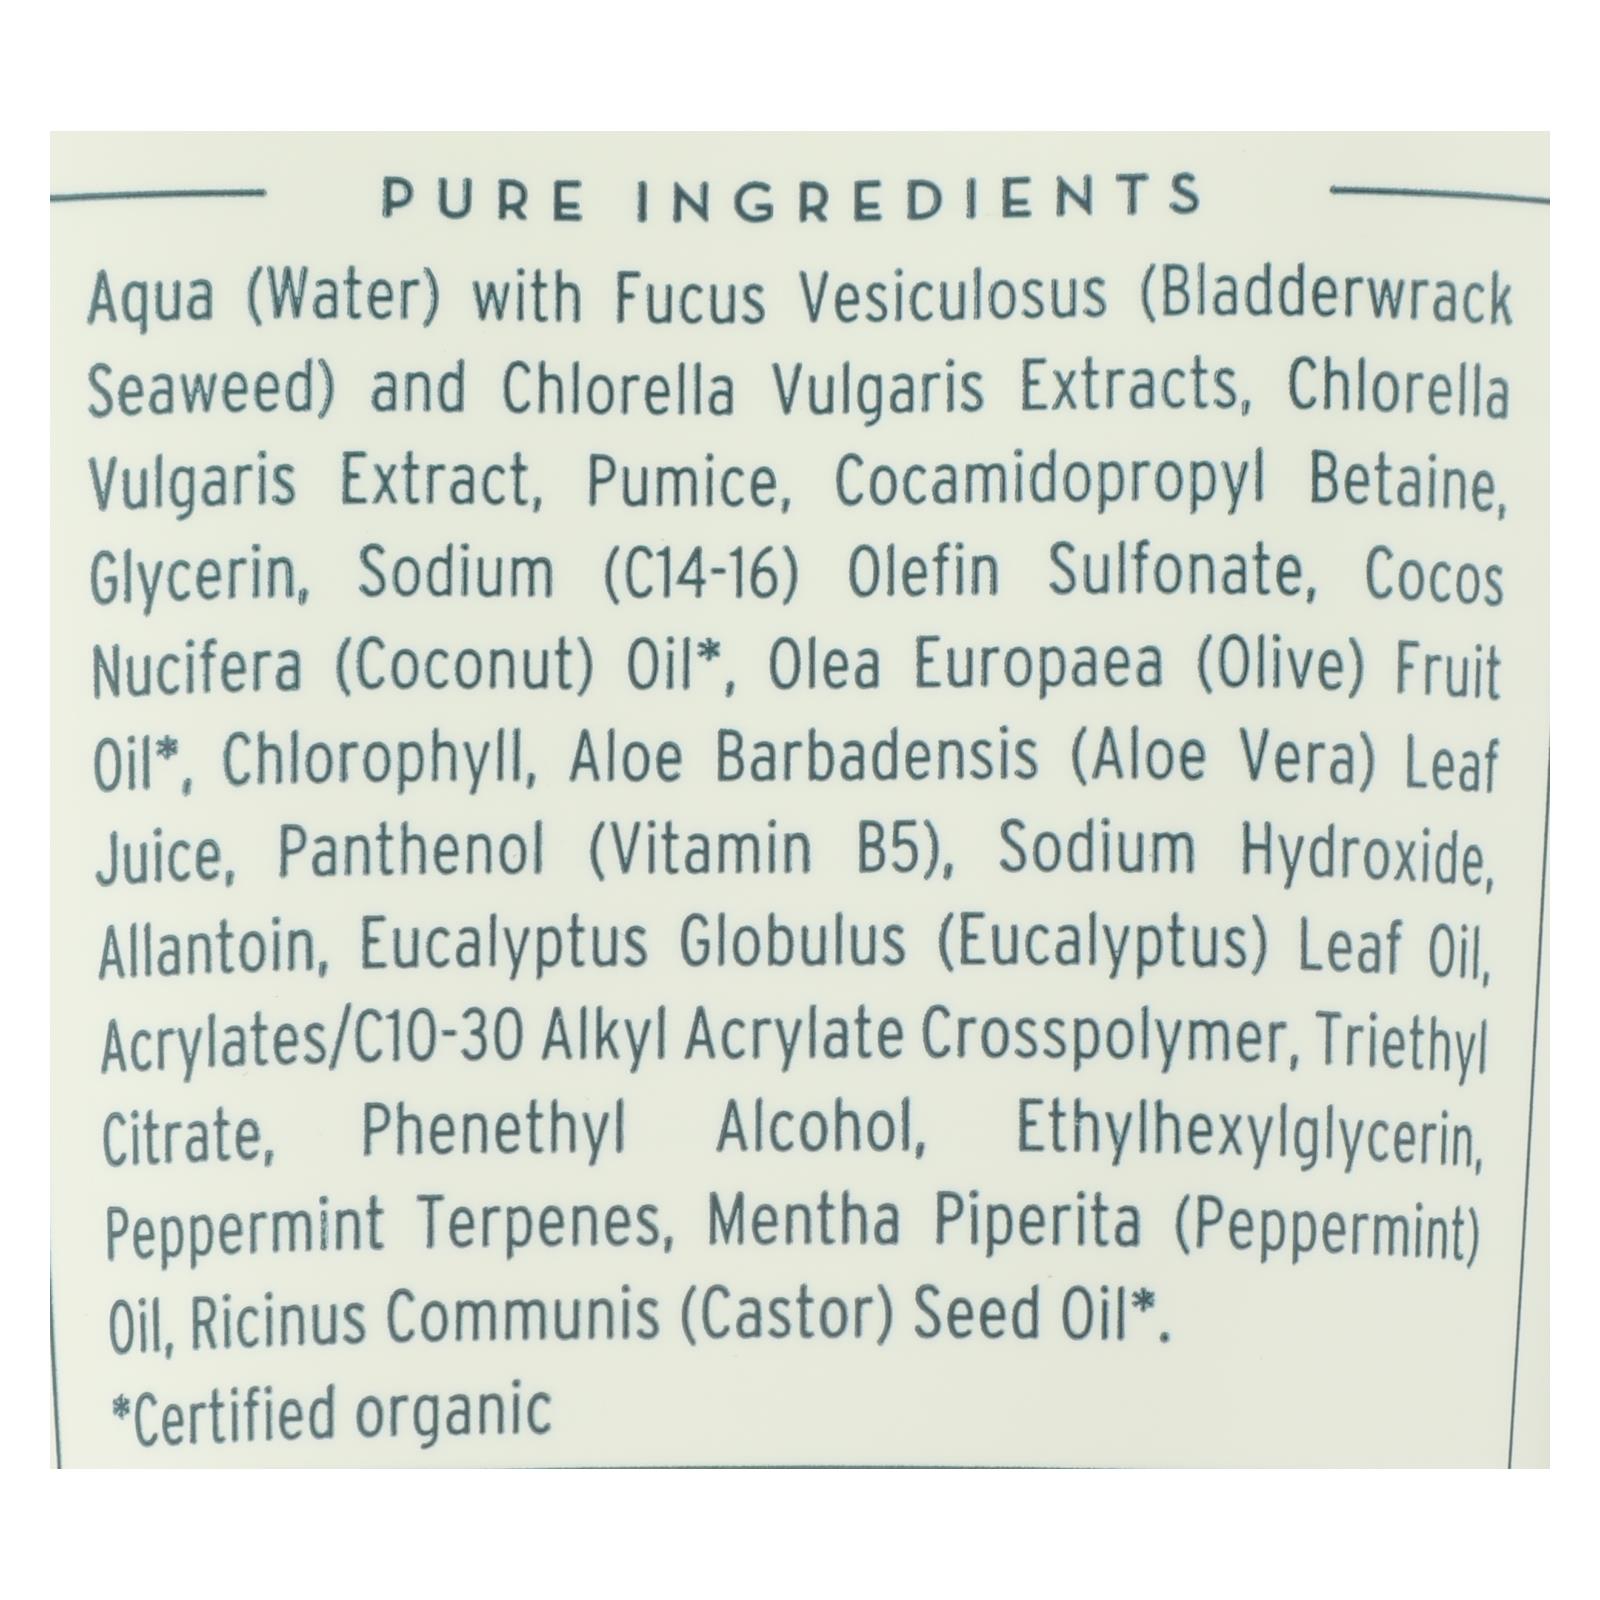 PURE INGREDIENTS
Aqua (Water) with Fucus Vesiculosus (Bladderwrack
Seaweed) and Chlorella Vulgaris Extracts, Chlorella
Vulgaris Extract, Pumice, Cocamidopropyl Betaine,
Glycerin, Sodium (C14-16) Olefin Sulfonate, Cocos
Nucifera (Coconut) Oil*, Olea Europaea (Olive) Fruit
Oil*, Chlorophyll, Aloe Barbadensis (Aloe Vera) Leaf
Juice, Panthenol (Vitamin B5), Sodium Hydroxide,
Allantoin, Eucalyptus Globulus (Eucalyptus) Leaf Oil,
Acrylates/C10-30 Alkyl Acrylate Crosspolymer, Triethyl
Citrate, Phenethyl Alcohol, Ethylhexylglycerin,
Peppermint Terpenes, Mentha Piperita (Peppermint)
Oil, Ricinus Communis (Castor) Seed Oil*.
*Certified organic